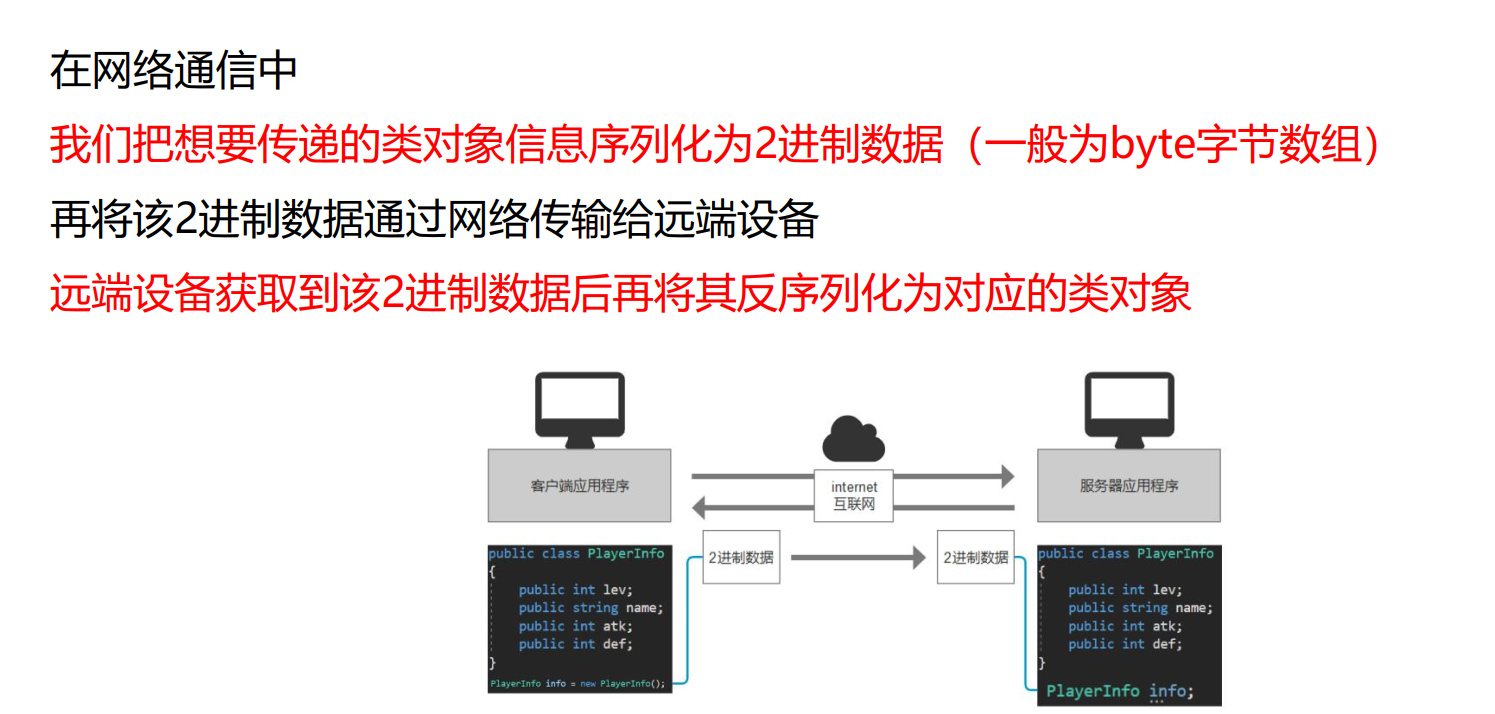 在网络通信中
我们把想要传递的类对象信息序列化为2进制数据（一般为byte字节数组）
再将该2进制数据通过网络传输给远端设备
远端设备获取到该2进制数据后再将其反序列化为对应的类对象
客户端应用程序
internet
互联网
服务器应用程序
2进制数据
2进制数据
public class PlayerInfo
{
public int lev;
public string name;
public int atk;
public int def;
}
PlayerInfo info = new PlayerInfo();
public class PlayerInfo
{
public int lev;
public string name;
public int atk;
public int def;
}
PlayerInfo info;